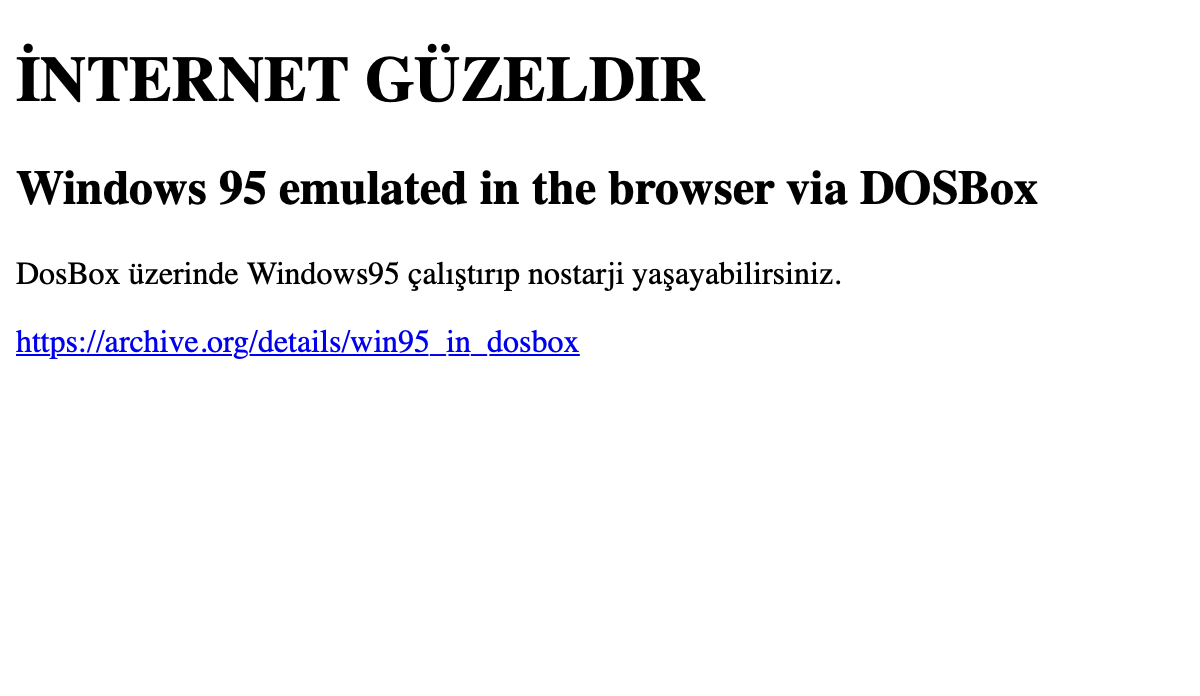 İNTERNET GÜZELDIR
Windows 95 emulated in the browser via DOSBox
DosBox üzerinde Windows95 çalıştırıp nostarji yaşayabilirsiniz.
https://archive.org/details/win95_in_dosbox